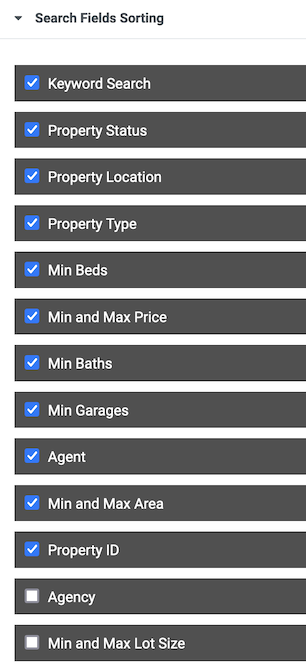 Search Fields Sorting
Keyword Search
Property Status
Property Location
Property Type
Min Beds
Min and Max Price
Min Baths
Min Garages
Agent
Min and Max Area
Property ID
Agency
Min and Max Lot Size